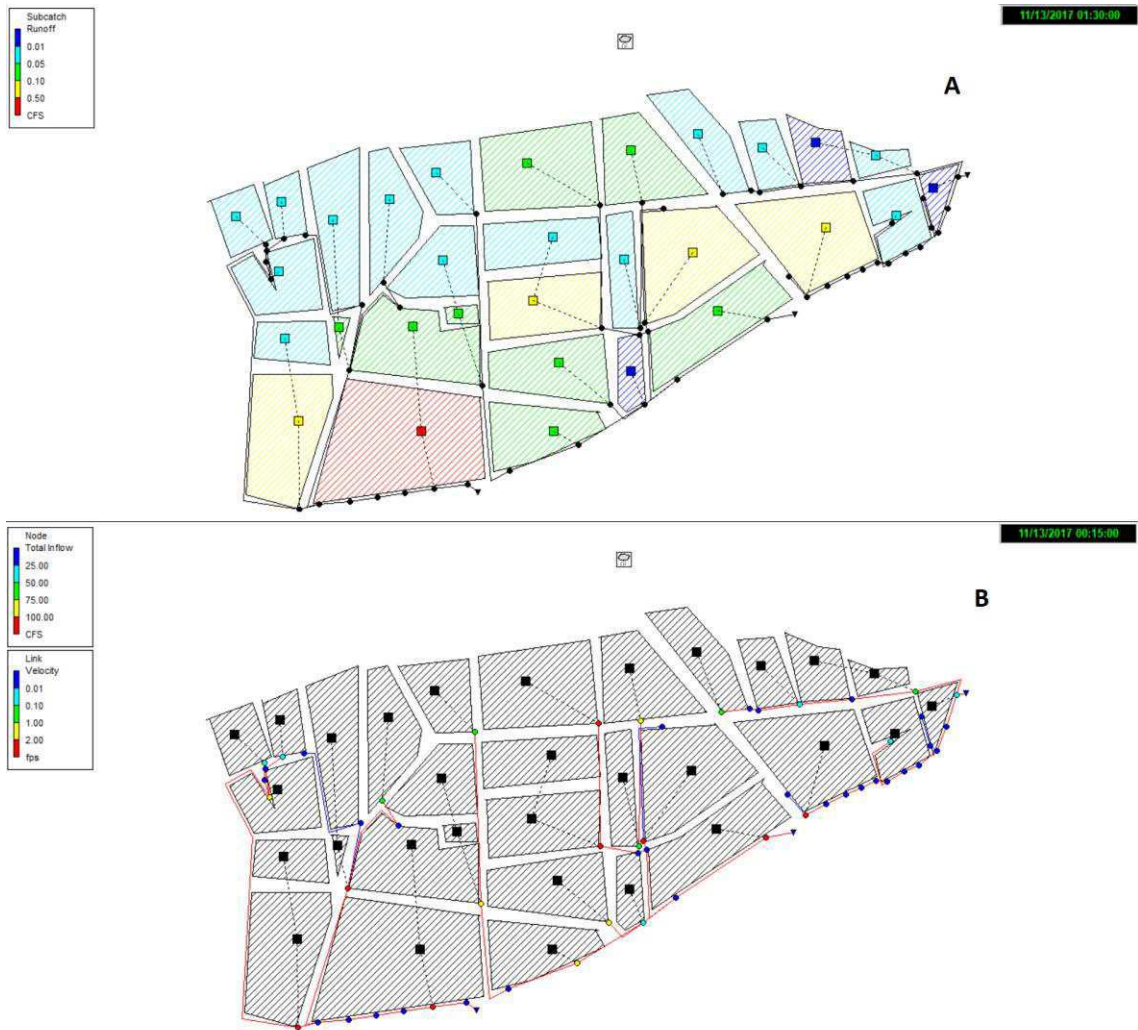 Subcatch
Runoff
0.01
0.05
0.10
0.50
CFS
11/13/2017 01:30:00
A
Node
Total Inflow
25.00
50.00
75.00
100.00
CFS
11/13/2017 00:15:00
B
Link
Velocity
0.01
0.10
1.00
2.00
fps